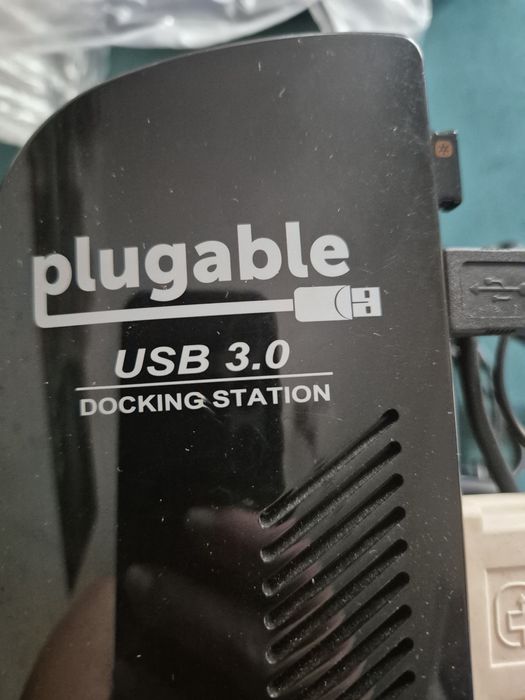 plugable
USB 3.0
DOCKING STATION